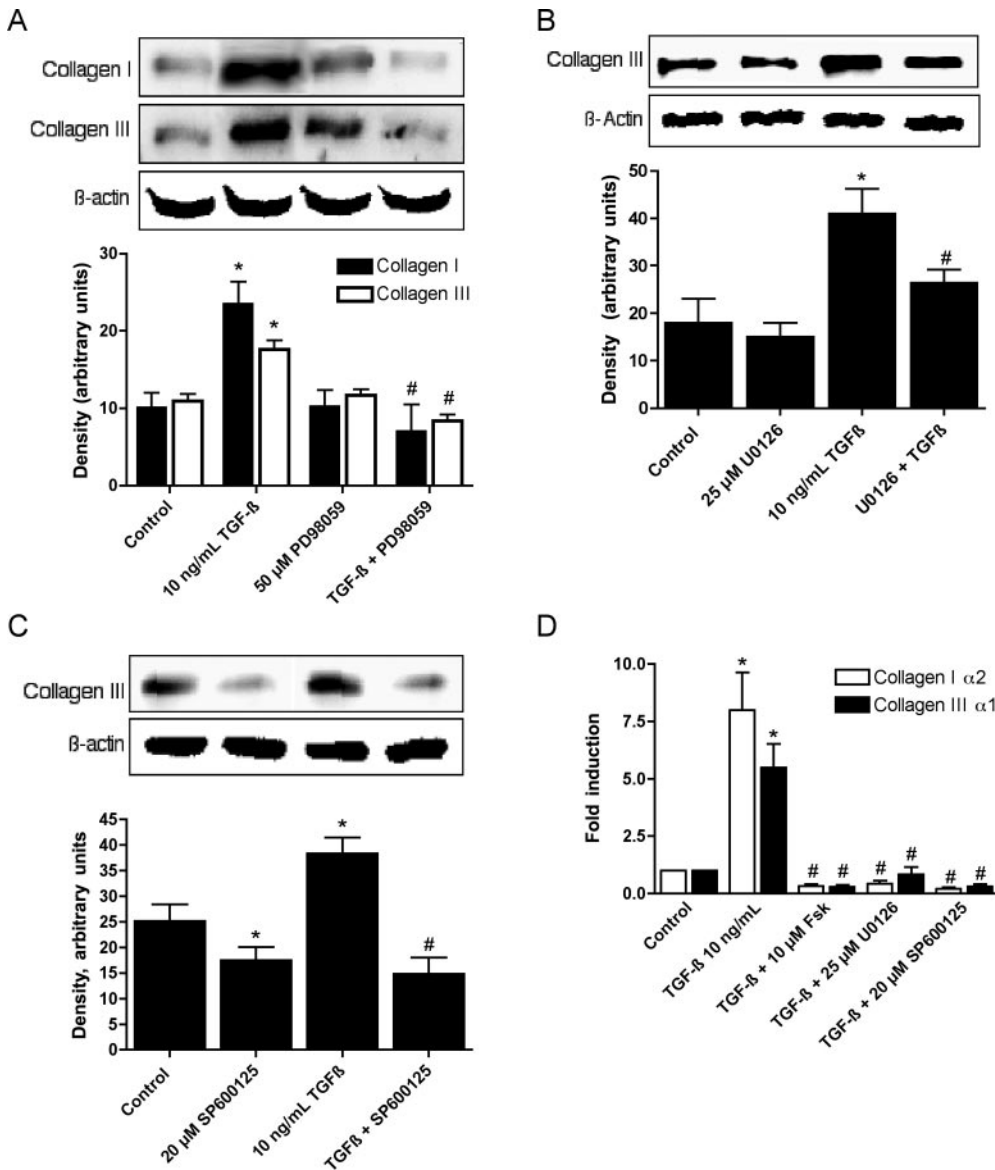 A
Collagen I
Collagen III
ß-actin
Density (arbitrary units)
30
20
10
0
Collagen I
Collagen III
*
*
#
#
Control
10 ng/mL TGF-ß
50 µM PD98059
TGF-ß + PD98059
B
Collagen III
ß-Actin
Density (arbitrary units)
50
40
30
20
10
0
*
#
Control
25 µM U0126
10 ng/mL TGFß
U0126 + TGFß
C
Collagen III
ß-actin
Density, arbitrary units
45
40
35
30
25
20
15
10
5
0
*
*
#
Control
20 µM SP600125
10 ng/mL TGFß
TGFß + SP600125
D
Fold induction
10.0
7.5
5.0
2.5
0.0
Collagen I α2
Collagen III α1
*
*
#
#
#
#
#
#
Control
TGF-ß 10 ng/mL
TGF-ß + 10 µM Fsk
TGF-ß + 25 µM U0126
TGF-ß + 20 µM SP600125